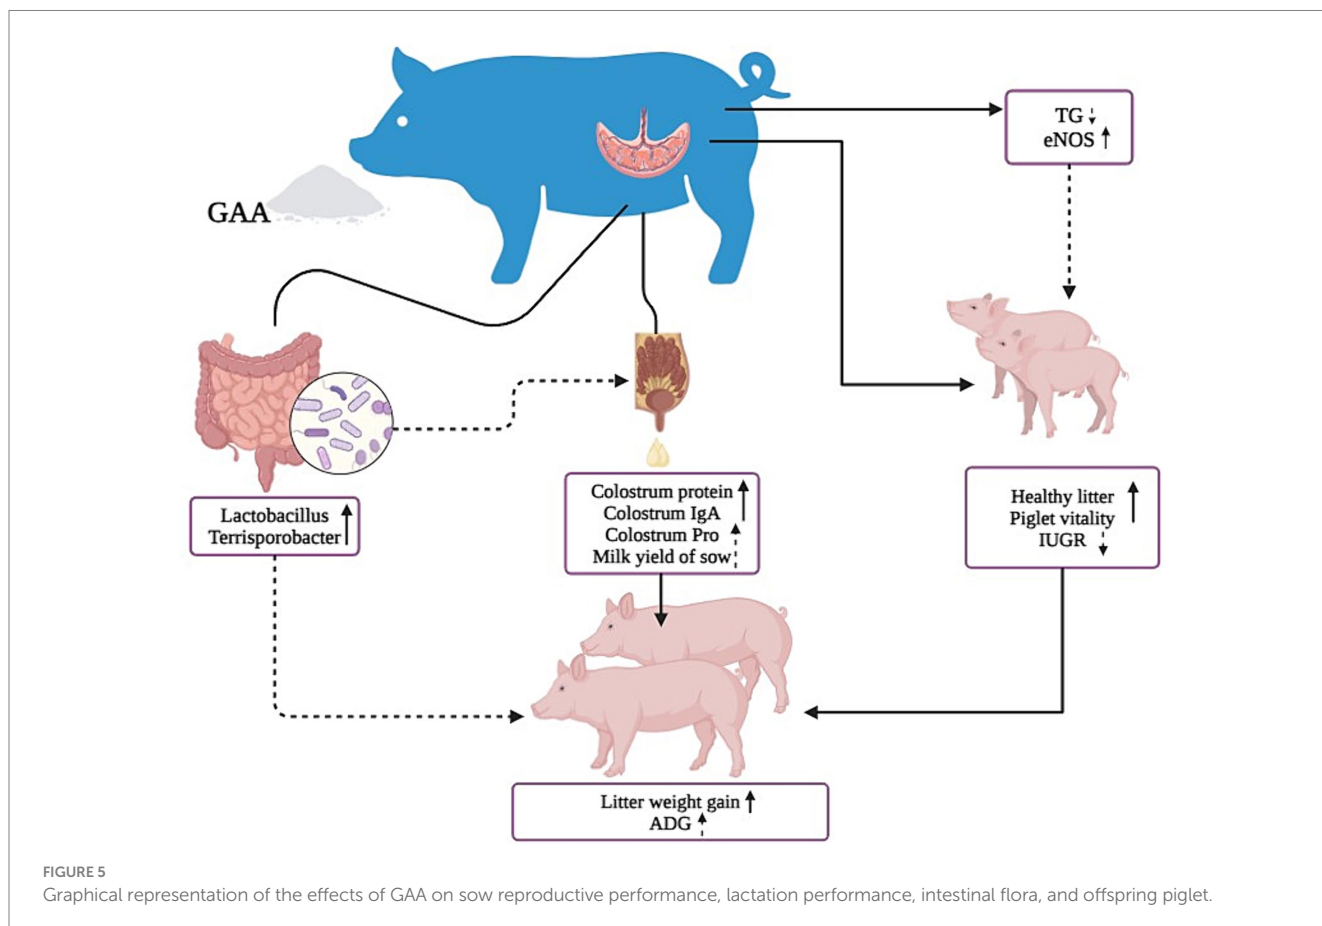 TG
eNOS
GAA
Lactobacillus
Terrisporobacter
Colostrum protein
Colostrum IgA
Colostrum Pro
Milk yield of sow
Healthy litter
Piglet vitality
IUGR
Litter weight gain
ADG
FIGURE 5
Graphical representation of the effects of GAA on sow reproductive performance, lactation performance, intestinal flora, and offspring piglet.